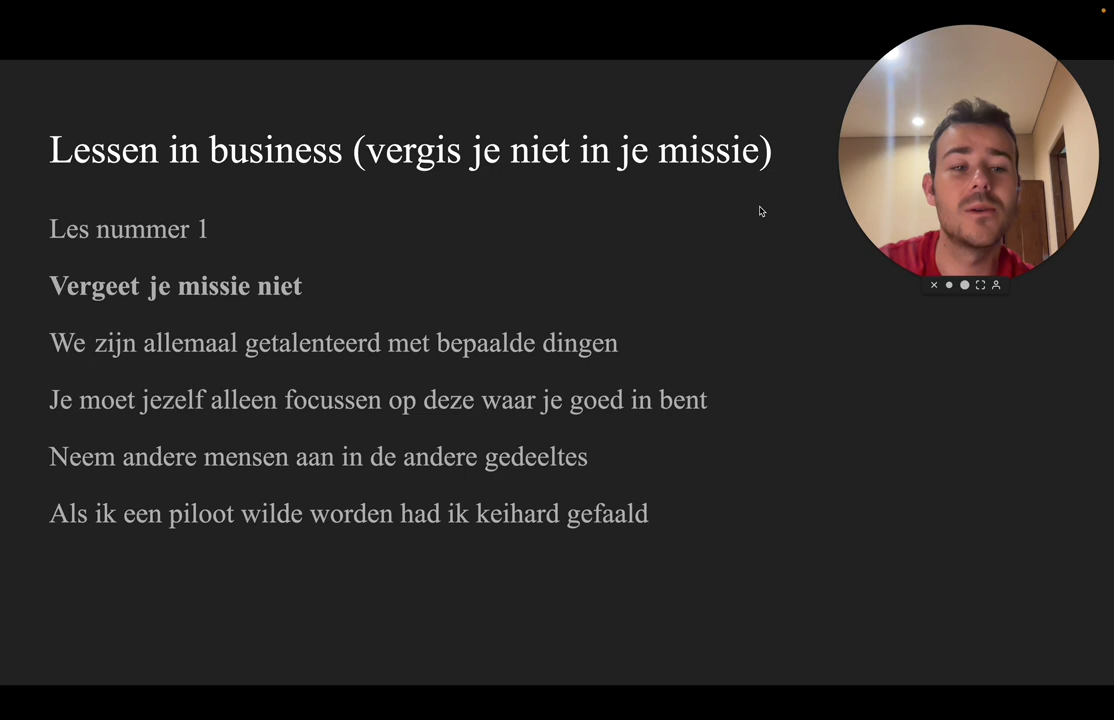 Lessen in business (vergis je niet in je missie)
Les nummer 1
Vergeet je missie niet
We zijn allemaal getalenteerd met bepaalde dingen
Je moet jezelf alleen focussen op deze waar je goed in bent
Neem andere mensen aan in de andere gedeeltes
Als ik een piloot wilde worden had ik keihard gefaald